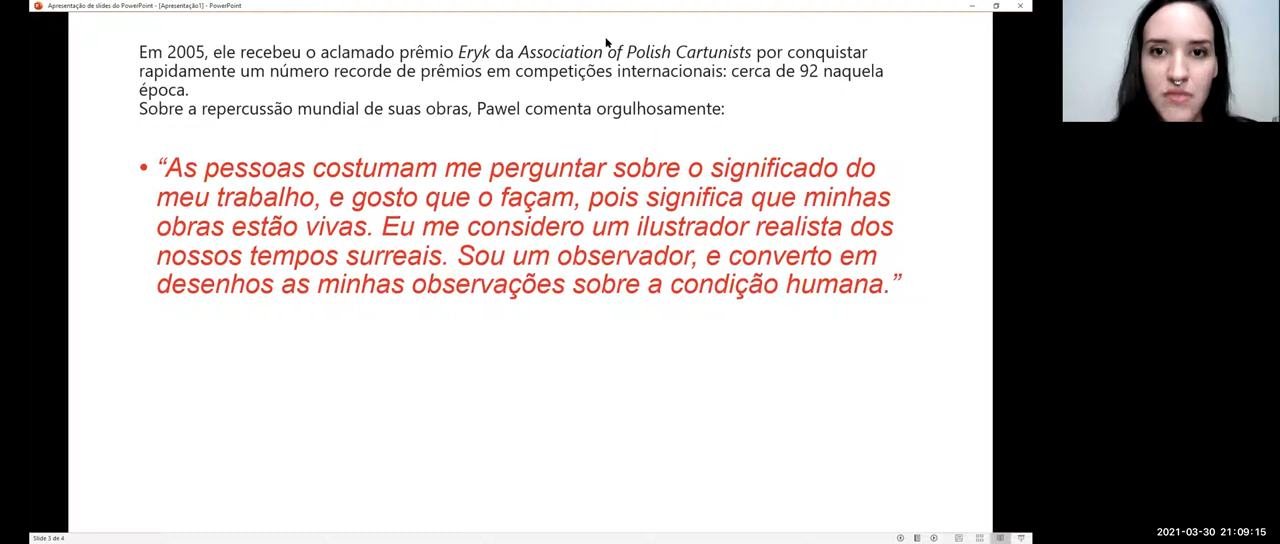 Apresentação de slides do PowerPoint - [Apresentação1] - PowerPoint
Em 2005, ele recebeu o aclamado prêmio Eryk da Association of Polish Cartunists por conquistar
rapidamente um número recorde de prêmios em competições internacionais: cerca de 92 naquela
época.
Sobre a repercussão mundial de suas obras, Pawel comenta orgulhosamente:
• “As pessoas costumam me perguntar sobre o significado do
meu trabalho, e gosto que o façam, pois significa que minhas
obras estão vivas. Eu me considero um ilustrador realista dos
nossos tempos surreais. Sou um observador, e converto em
desenhos as minhas observações sobre a condição humana.”
Slide 3 de 4
2021-03-30 21:09:15